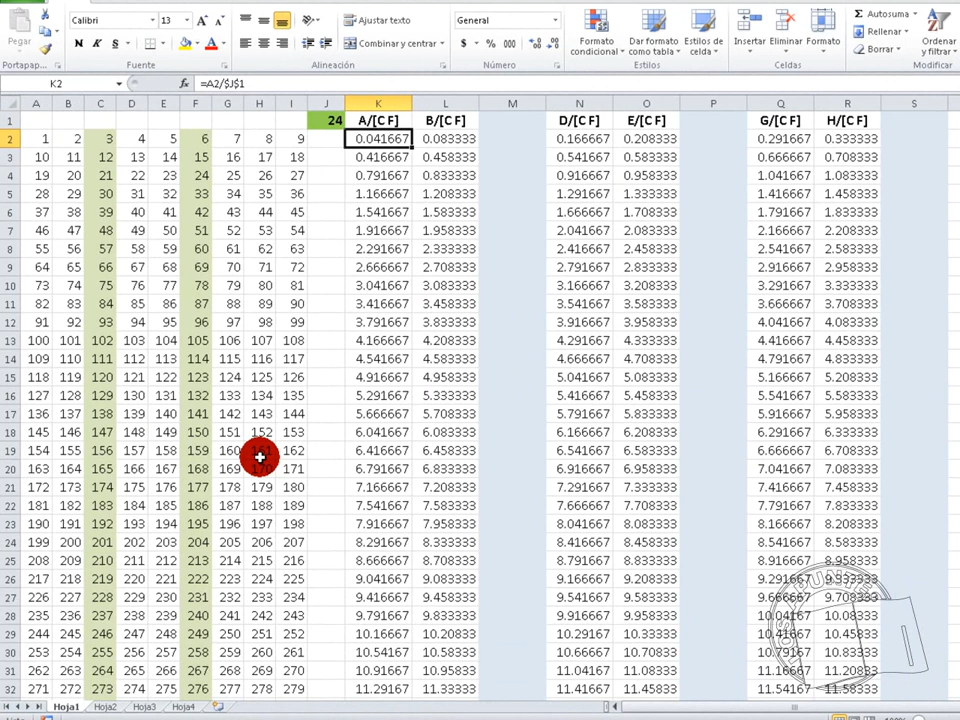 Pegar
Portapap...
Calibri 13
N K S
Fuente
Ajustar texto
Combinar y centrar
Alineación
General
$ % 000
Número
Formato condicional
Dar formato como tabla
Estilos de celda
Estilos
Insertar Eliminar Formato
Celdas
Autosuma
Rellenar
Borrar
Ordenar
K2 fx =A2/$J$1
A B C D E F G H I J K L M N O P Q R S
1 24 A/[C F] B/[C F] D/[C F] E/[C F] G/[C F] H/[C F]
2 1 2 3 4 5 6 7 8 9 0.041667 0.083333 0.166667 0.208333 0.291667 0.333333
3 10 11 12 13 14 15 16 17 18 0.416667 0.458333 0.541667 0.583333 0.666667 0.708333
4 19 20 21 22 23 24 25 26 27 0.791667 0.833333 0.916667 0.958333 1.041667 1.083333
5 28 29 30 31 32 33 34 35 36 1.166667 1.208333 1.291667 1.333333 1.416667 1.458333
6 37 38 39 40 41 42 43 44 45 1.541667 1.583333 1.666667 1.708333 1.791667 1.833333
7 46 47 48 49 50 51 52 53 54 1.916667 1.958333 2.041667 2.083333 2.166667 2.208333
8 55 56 57 58 59 60 61 62 63 2.291667 2.333333 2.416667 2.458333 2.541667 2.583333
9 64 65 66 67 68 69 70 71 72 2.666667 2.708333 2.791667 2.833333 2.916667 2.958333
10 73 74 75 76 77 78 79 80 81 3.041667 3.083333 3.166667 3.208333 3.291667 3.333333
11 82 83 84 85 86 87 88 89 90 3.416667 3.458333 3.541667 3.583333 3.666667 3.708333
12 91 92 93 94 95 96 97 98 99 3.791667 3.833333 3.916667 3.958333 4.041667 4.083333
13 100 101 102 103 104 105 106 107 108 4.166667 4.208333 4.291667 4.333333 4.416667 4.458333
14 109 110 111 112 113 114 115 116 117 4.541667 4.583333 4.666667 4.708333 4.791667 4.833333
15 118 119 120 121 122 123 124 125 126 4.916667 4.958333 5.041667 5.083333 5.166667 5.208333
16 127 128 129 130 131 132 133 134 135 5.291667 5.333333 5.416667 5.458333 5.541667 5.583333
17 136 137 138 139 140 141 142 143 144 5.666667 5.708333 5.791667 5.833333 5.916667 5.958333
18 145 146 147 148 149 150 151 152 153 6.041667 6.083333 6.166667 6.208333 6.291667 6.333333
19 154 155 156 157 158 159 160 161 162 6.416667 6.458333 6.541667 6.583333 6.666667 6.708333
20 163 164 165 166 167 168 169 170 171 6.791667 6.833333 6.916667 6.958333 7.041667 7.083333
21 172 173 174 175 176 177 178 179 180 7.166667 7.208333 7.291667 7.333333 7.416667 7.458333
22 181 182 183 184 185 186 187 188 189 7.541667 7.583333 7.666667 7.708333 7.791667 7.833333
23 190 191 192 193 194 195 196 197 198 7.916667 7.958333 8.041667 8.083333 8.166667 8.208333
24 199 200 201 202 203 204 205 206 207 8.291667 8.333333 8.416667 8.458333 8.541667 8.583333
25 208 209 210 211 212 213 214 215 216 8.666667 8.708333 8.791667 8.833333 8.916667 8.958333
26 217 218 219 220 221 222 223 224 225 9.041667 9.083333 9.166667 9.208333 9.291667 9.333333
27 226 227 228 229 230 231 232 233 234 9.416667 9.458333 9.541667 9.583333 9.666667 9.708333
28 235 236 237 238 239 240 241 242 243 9.791667 9.833333 9.916667 9.958333 10.04167 10.08333
29 244 245 246 247 248 249 250 251 252 10.16667 10.20833 10.29167 10.33333 10.41667 10.45833
30 253 254 255 256 257 258 259 260 261 10.54167 10.58333 10.66667 10.70833 10.79167 10.83333
31 262 263 264 265 266 267 268 269 270 10.91667 10.95833 11.04167 11.08333 11.16667 11.20833
32 271 272 273 274 275 276 277 278 279 11.29167 11.33333 11.41667 11.45833 11.54167 11.58333
Hoja1 Hoja2 Hoja3 Hoja4